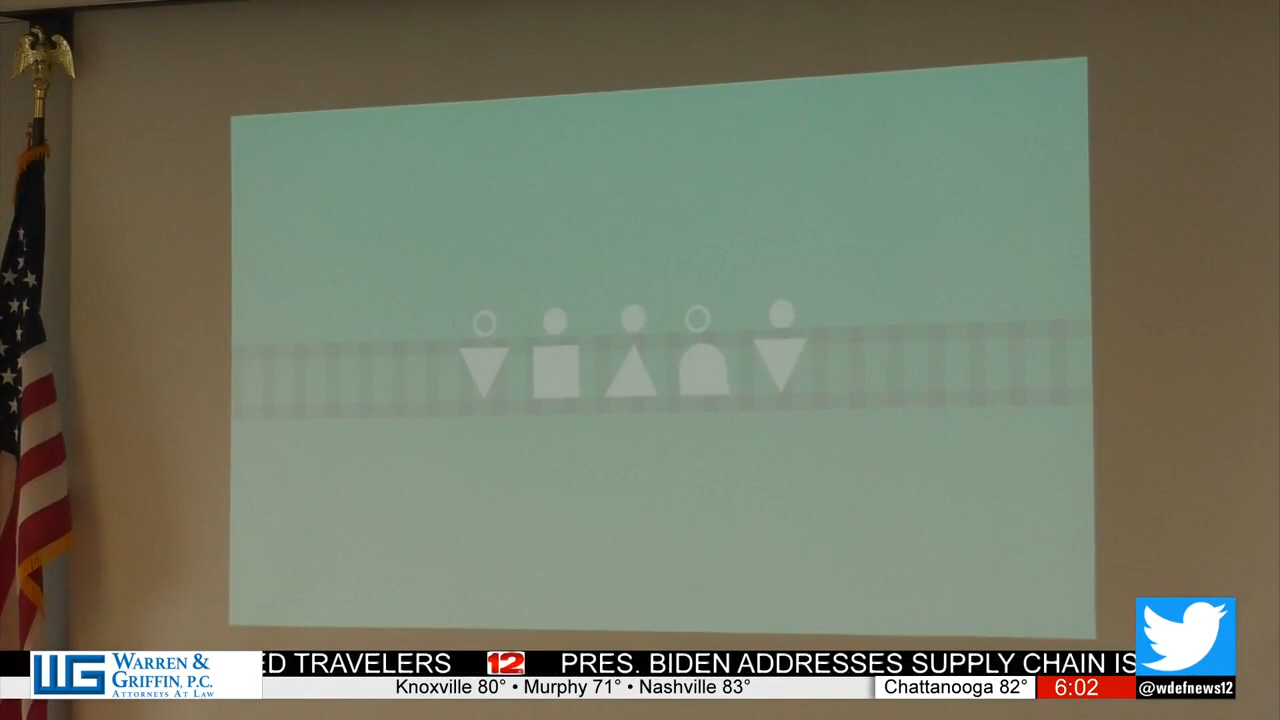 WG
WARREN &
GRIFFIN, P.C.
ATTORNEYS AT LAW
ED TRAVELERS 12 PRES. BIDEN ADDRESSES SUPPLY CHAIN IS
Knoxville 80° • Murphy 71° • Nashville 83°
Chattanooga 82° 6:02
@wdefnews12